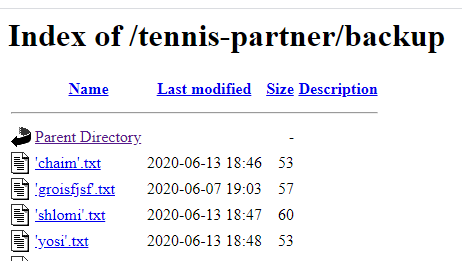 Index of /tennis-partner/backup
Name Last modified Size Description
Parent Directory -
'chaim'.txt 2020-06-13 18:46 53
'groisfjsf'.txt 2020-06-07 19:03 57
'shlomi'.txt 2020-06-13 18:47 60
'yosi'.txt 2020-06-13 18:48 53